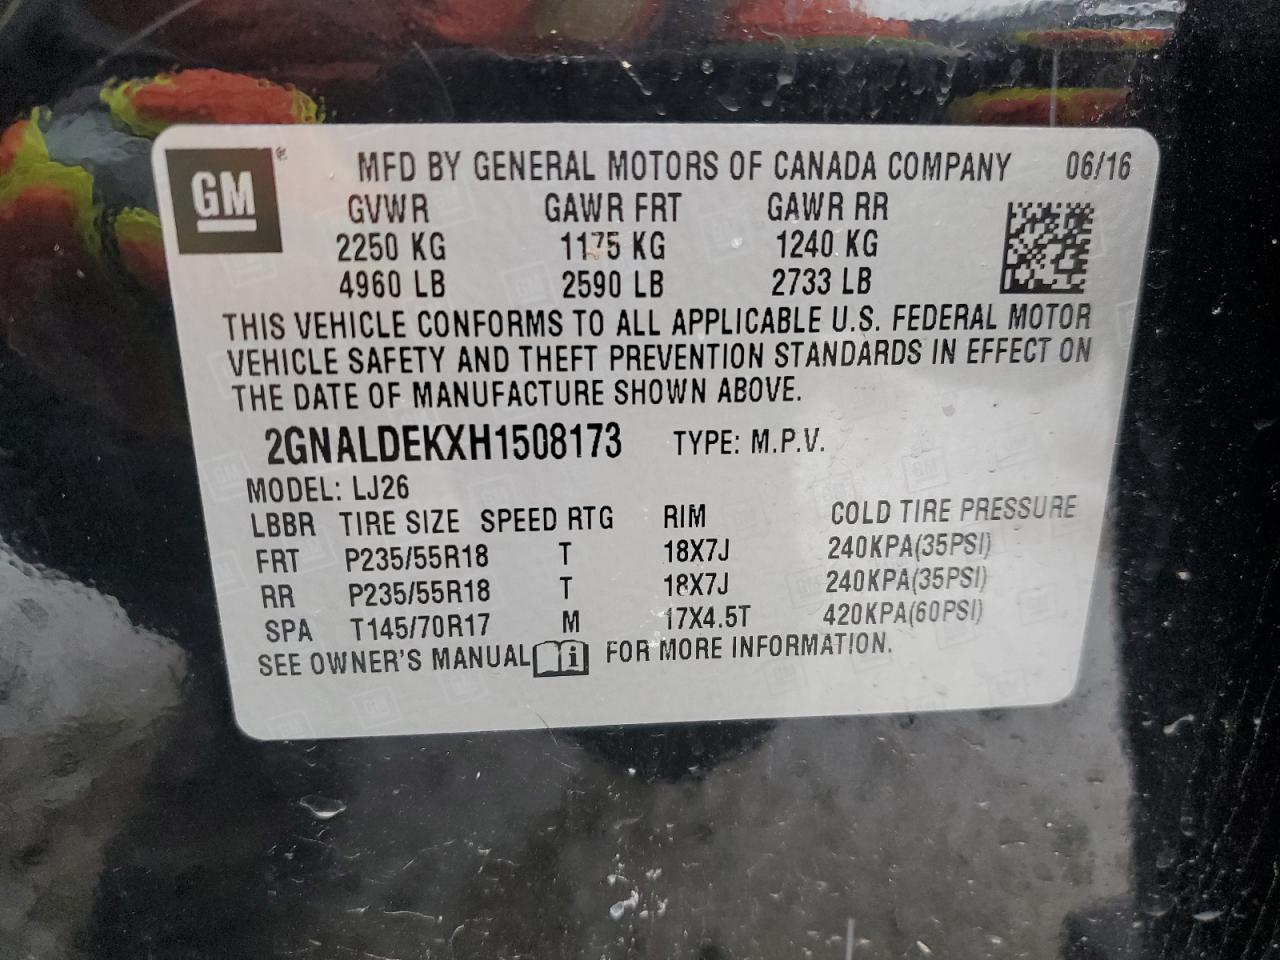 GM® MFD BY GENERAL MOTORS OF CANADA COMPANY 06/16
GVWR GAWR FRT GAWR RR
2250 KG 1175 KG 1240 KG
4960 LB 2590 LB 2733 LB
THIS VEHICLE CONFORMS TO ALL APPLICABLE U.S. FEDERAL MOTOR
VEHICLE SAFETY AND THEFT PREVENTION STANDARDS IN EFFECT ON
THE DATE OF MANUFACTURE SHOWN ABOVE.
2GNALDEKXH1508173 TYPE: M.P.V.
MODEL: LJ26
LBBR TIRE SIZE SPEED RTG RIM COLD TIRE PRESSURE
FRT P235/55R18 T 18X7J 240KPA(35PSI)
RR P235/55R18 T 18X7J 240KPA(35PSI)
SPA T145/70R17 M 17X4.5T 420KPA(60PSI)
SEE OWNER'S MANUAL i FOR MORE INFORMATION.